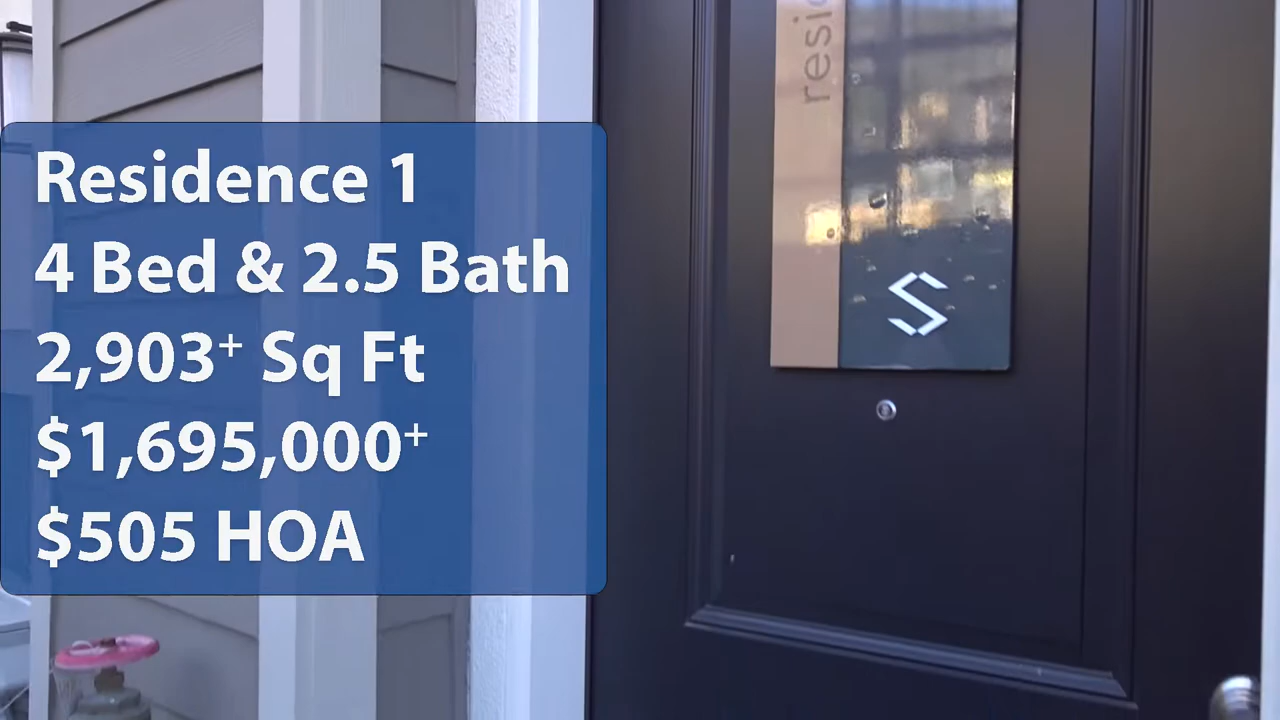 Residence 1
4 Bed & 2.5 Bath
2,903⁺ Sq Ft
$1,695,000⁺
$505 HOA
resi
S